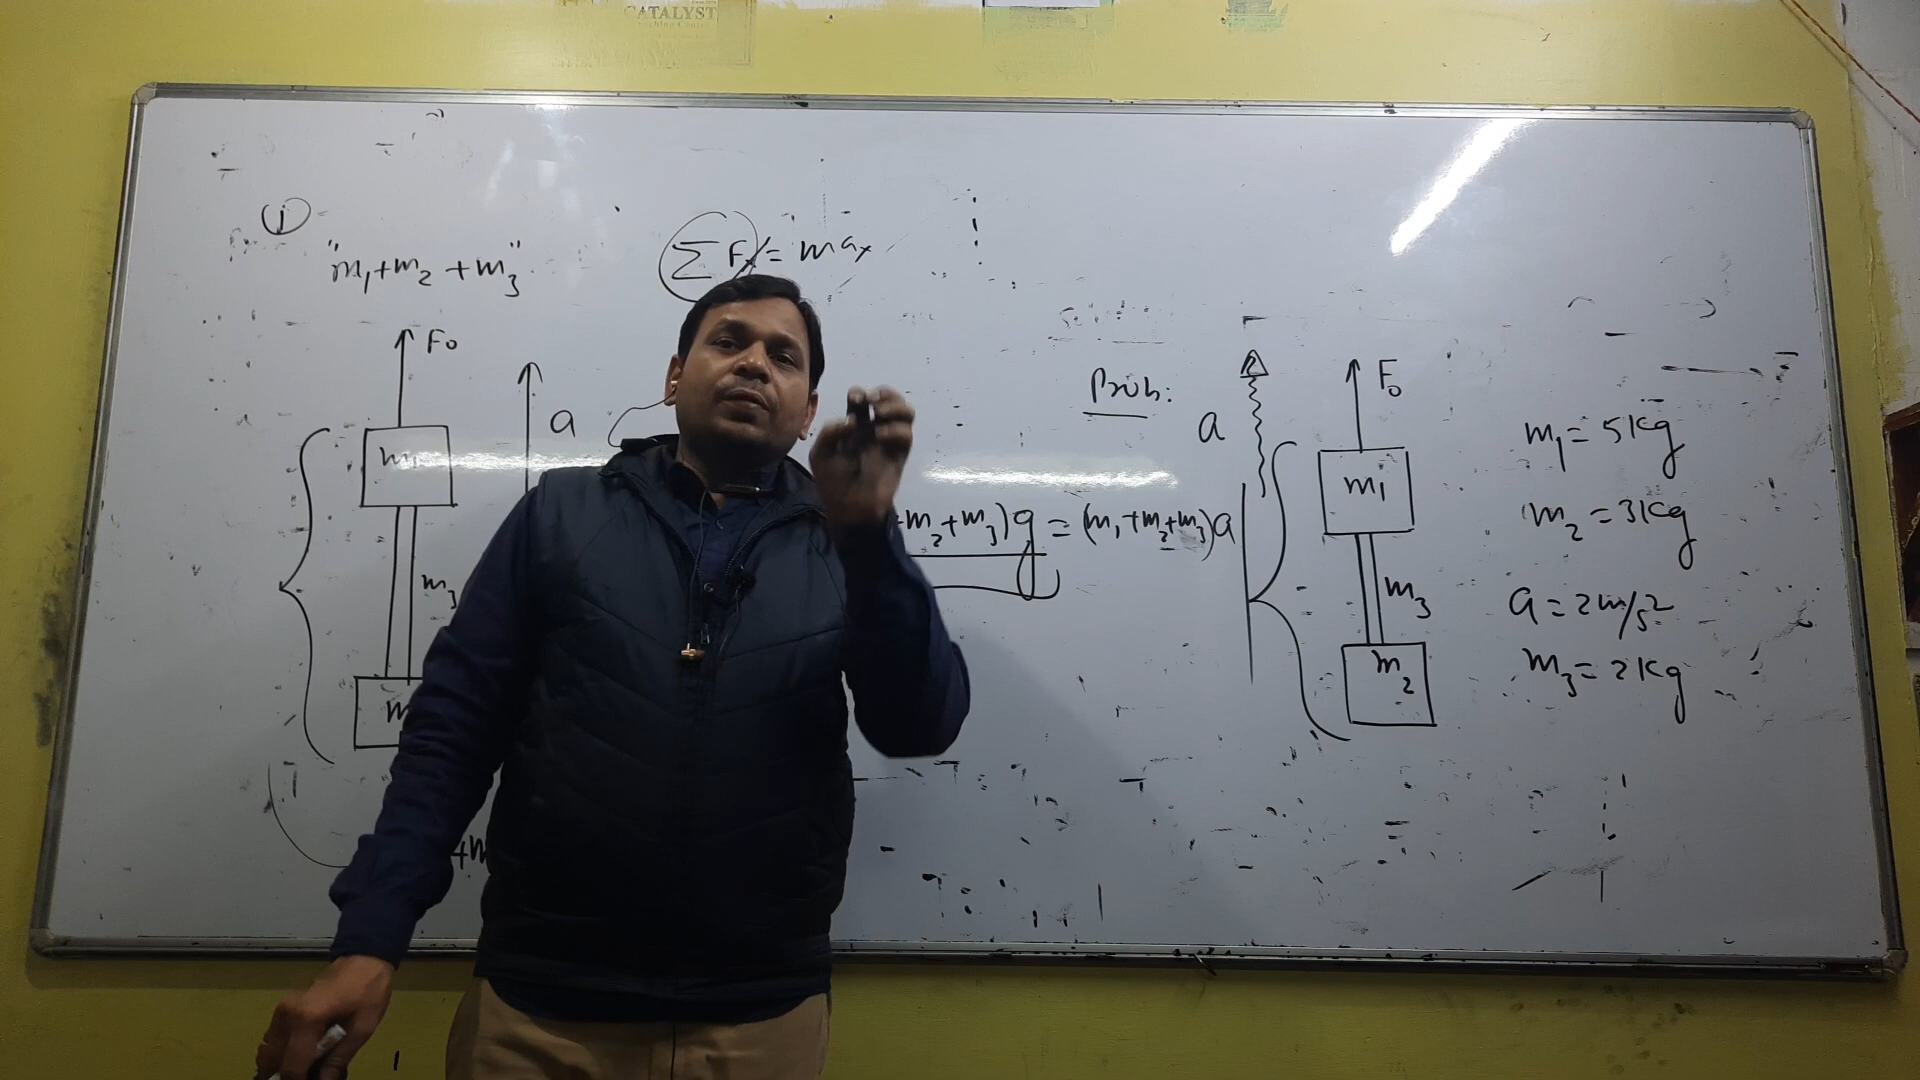 CATALYST
①
"m₁+m₂+m₃"
ΣFₓ=maₓ
F₀
a
m₁
m₃
m
+m₂+m₃)g=(m₁+m₂+m₃)a
+m
Prob:
a
F₀
m₁
m₃
m₂
m₁=5kg
m₂=3kg
a=2m/s²
m₃=2kg